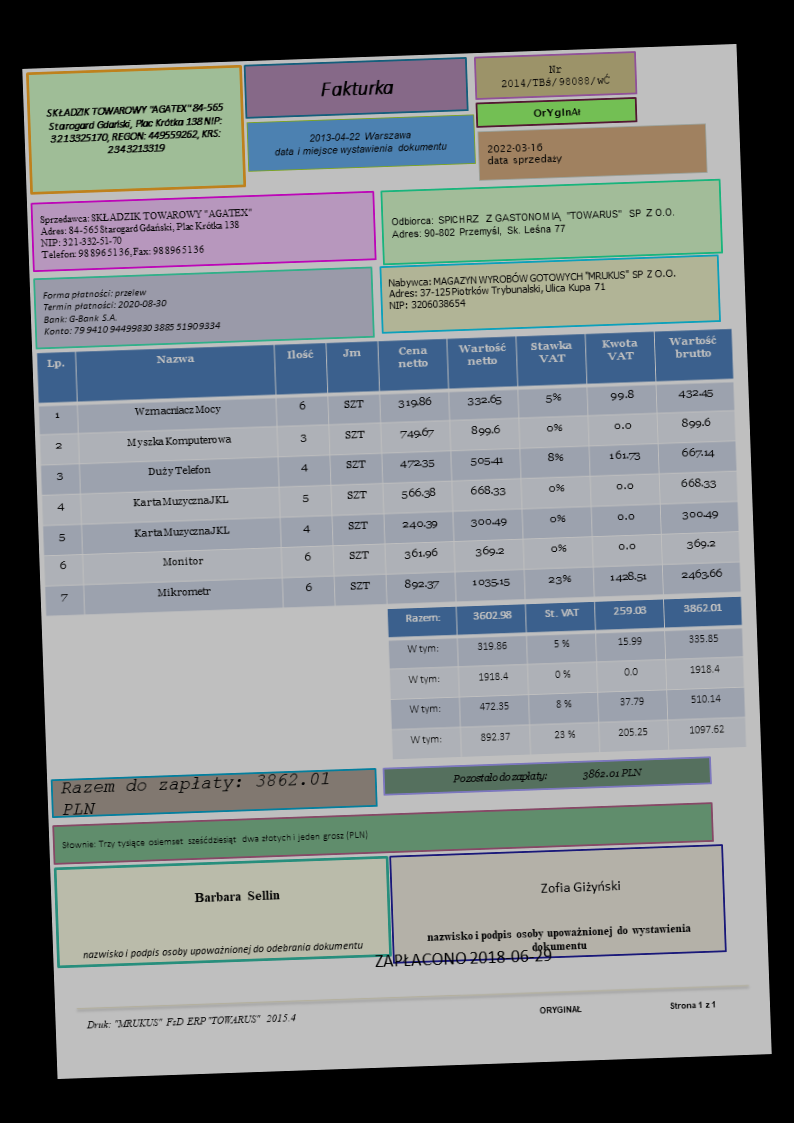 SKŁADZIK TOWAROWY "AGATEX" 84-565
Starogard Gdański, Plac Krótka 138 NIP:
3213325170, REGON: 449559262, KRS:
2343213319
Fakturka
2013-04-22 Warszawa
data i miejsce wystawienia dokumentu
Nr
2014/TBś/98088/wĆ
OrYgInAł
2022-03-16
data sprzedaży
Sprzedawca: SKŁADZIK TOWAROWY "AGATEX"
Adres: 84-565 Starogard Gdański, Plac Krótka 138
NIP: 321-332-51-70
Telefon: 988965136, Fax: 988965136
Odbiorca: SPICHRZ Z GASTONOMIĄ "TOWARUS" SP Z O.O.
Adres: 90-802 Przemyśl, Sk. Leśna 77
Forma płatności: przelew
Termin płatności: 2020-08-30
Bank: G-Bank S.A.
Konto: 79 9410 9449 9830 3885 5190 9334
Nabywca: MAGAZYN WYROBÓW GOTOWYCH "MRUKUS" SP Z O.O.
Adres: 37-125 Piotrków Trybunalski, Ulica Kupa 71
NIP: 3206038654
Lp. Nazwa Ilość Jm Cena netto Wartość netto Stawka VAT Kwota VAT Wartość brutto
1 Wzmacniacz Mocy 6 SZT 319.86 332.65 5% 99.8 432.45
2 Myszka Komputerowa 3 SZT 749.67 899.6 0% 0.0 899.6
3 Duży Telefon 4 SZT 472.35 505.41 8% 161.73 667.14
4 Karta Muzyczna JKL 5 SZT 566.38 668.33 0% 0.0 668.33
5 Karta Muzyczna JKL 4 SZT 240.39 300.49 0% 0.0 300.49
6 Monitor 6 SZT 361.96 369.2 0% 0.0 369.2
7 Mikrometr 6 SZT 892.37 1035.15 23% 1428.51 2463.66
Razem: 3602.98 St. VAT 259.03 3862.01
W tym: 319.86 5 % 15.99 335.85
W tym: 1918.4 0 % 0.0 1918.4
W tym: 472.35 8 % 37.79 510.14
W tym: 892.37 23 % 205.25 1097.62
Razem do zapłaty: 3862.01
PLN
Pozostało do zapłaty: 3862.01 PLN
Słownie: Trzy tysiące osiemset sześćdziesiąt dwa złotych i jeden grosz (PLN)
Barbara Sellin
nazwisko i podpis osoby upoważnionej do odebrania dokumentu
Zofia Giżyński
nazwisko i podpis osoby upoważnionej do wystawienia
dokumentu
ZAPŁACONO 2018-06-29
Druk: "MRUKUS" FzD ERP "TOWARUS" 2015.4
ORYGINAŁ
Strona 1 z 1